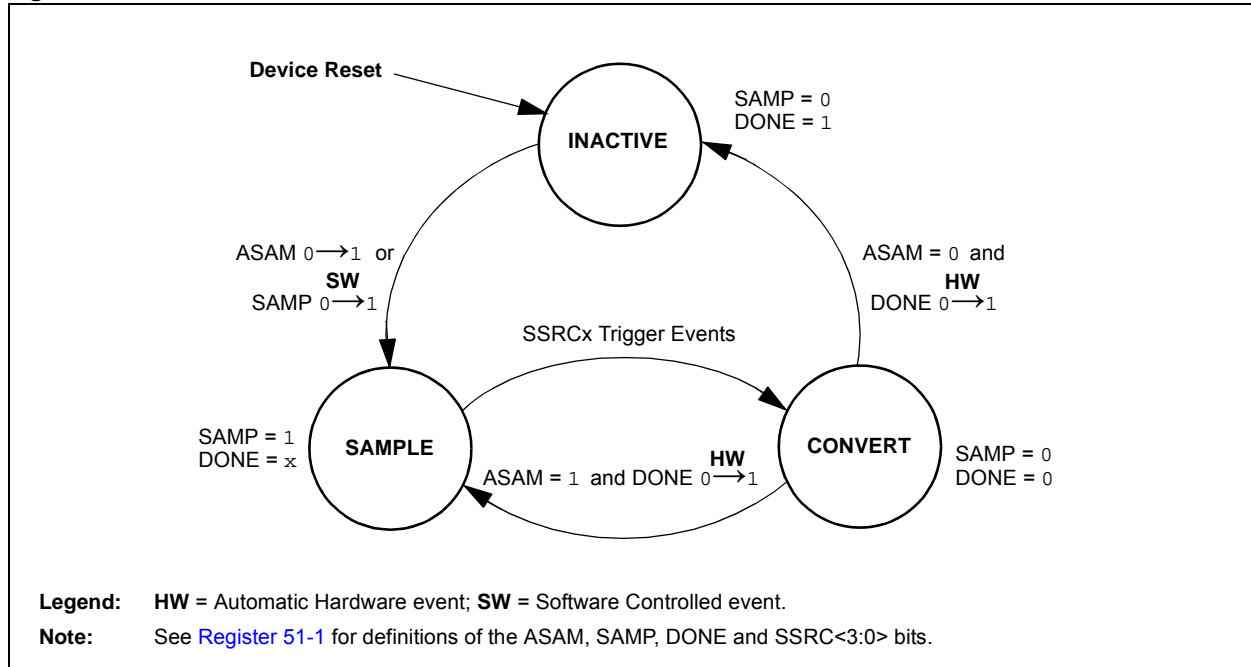 Device Reset
SAMP = 0
DONE = 1
INACTIVE
ASAM 0→1 or
SW
SAMP 0→1
ASAM = 0 and
HW
DONE 0→1
SSRCx Trigger Events
SAMP = 1
DONE = x
SAMPLE
CONVERT
SAMP = 0
DONE = 0
HW
ASAM = 1 and DONE 0→1
Legend: HW = Automatic Hardware event; SW = Software Controlled event.
Note: See Register 51-1 for definitions of the ASAM, SAMP, DONE and SSRC<3:0> bits.